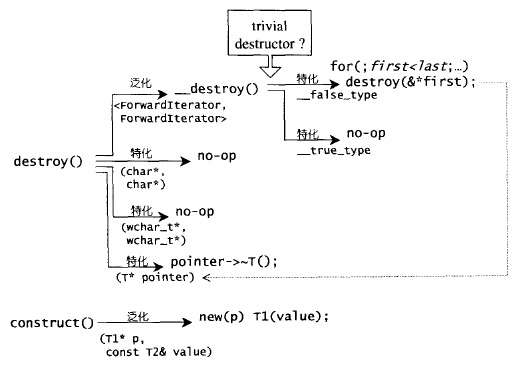 trivial
destructor ?
for(;first<last;…)
泛化
__destroy()
特化
destroy(&*first);
<ForwardIterator,
ForwardIterator>
__false_type
特化
no-op
__true_type
destroy()
特化
no-op
(char*,
char*)
特化
no-op
(wchar_t*,
wchar_t*)
特化
pointer->~T();
(T* pointer)
construct()
泛化
new(p) T1(value);
(T1* p,
const T2& value)